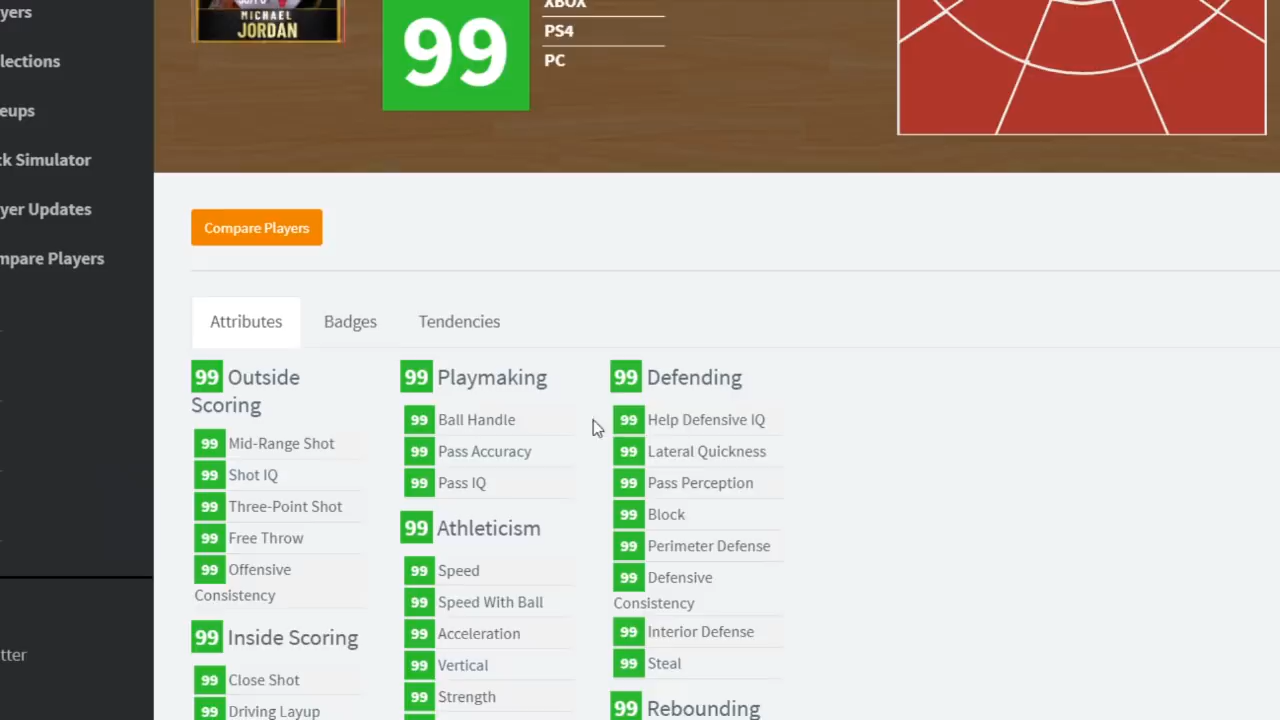 yers
lections
eups
ck Simulator
yer Updates
mpare Players
tter
MICHAEL
JORDAN
99
XBOX
PS4
PC
Compare Players
Attributes
Badges
Tendencies
99 Outside
Scoring
99 Mid-Range Shot
99 Shot IQ
99 Three-Point Shot
99 Free Throw
99 Offensive
Consistency
99 Inside Scoring
99 Close Shot
99 Driving Layup
99 Playmaking
99 Ball Handle
99 Pass Accuracy
99 Pass IQ
99 Athleticism
99 Speed
99 Speed With Ball
99 Acceleration
99 Vertical
99 Strength
99 Defending
99 Help Defensive IQ
99 Lateral Quickness
99 Pass Perception
99 Block
99 Perimeter Defense
99 Defensive
Consistency
99 Interior Defense
99 Steal
99 Rebounding